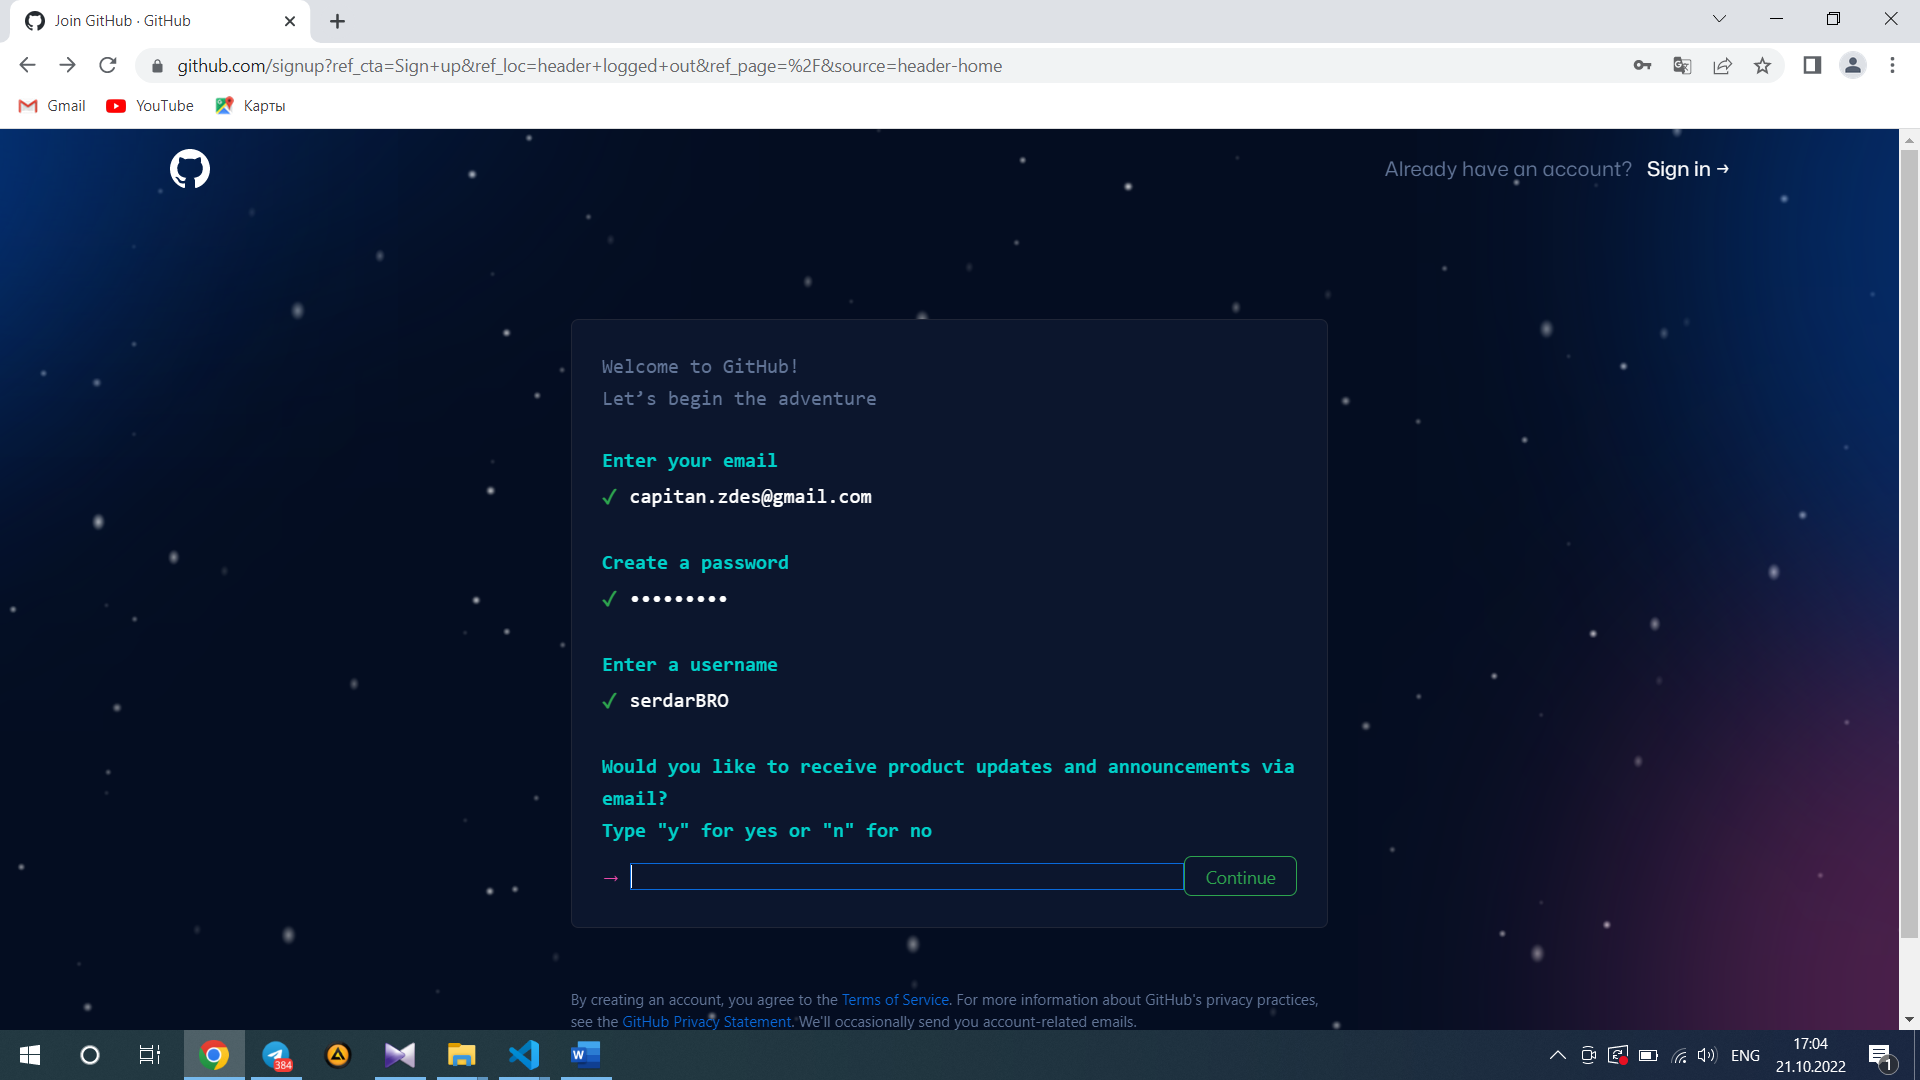 Join GitHub · GitHub
github.com/signup?ref_cta=Sign+up&ref_loc=header+logged+out&ref_page=%2F&source=header-home
Gmail
YouTube
Карты
Already have an account? Sign in →
Welcome to GitHub!
Let’s begin the adventure
Enter your email
✓ capitan.zdes@gmail.com
Create a password
✓ •••••••••
Enter a username
✓ serdarBRO
Would you like to receive product updates and announcements via
email?
Type "y" for yes or "n" for no
→
Continue
By creating an account, you agree to the Terms of Service. For more information about GitHub's privacy practices,
see the GitHub Privacy Statement. We'll occasionally send you account-related emails.
384
W
ENG
17:04
21.10.2022
1